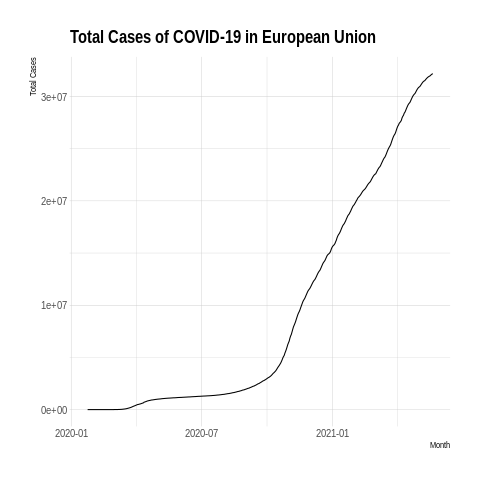 Total Cases of COVID-19 in European Union
Total Cases
3e+07
2e+07
1e+07
0e+00
2020-01 2020-07 2021-01
Month